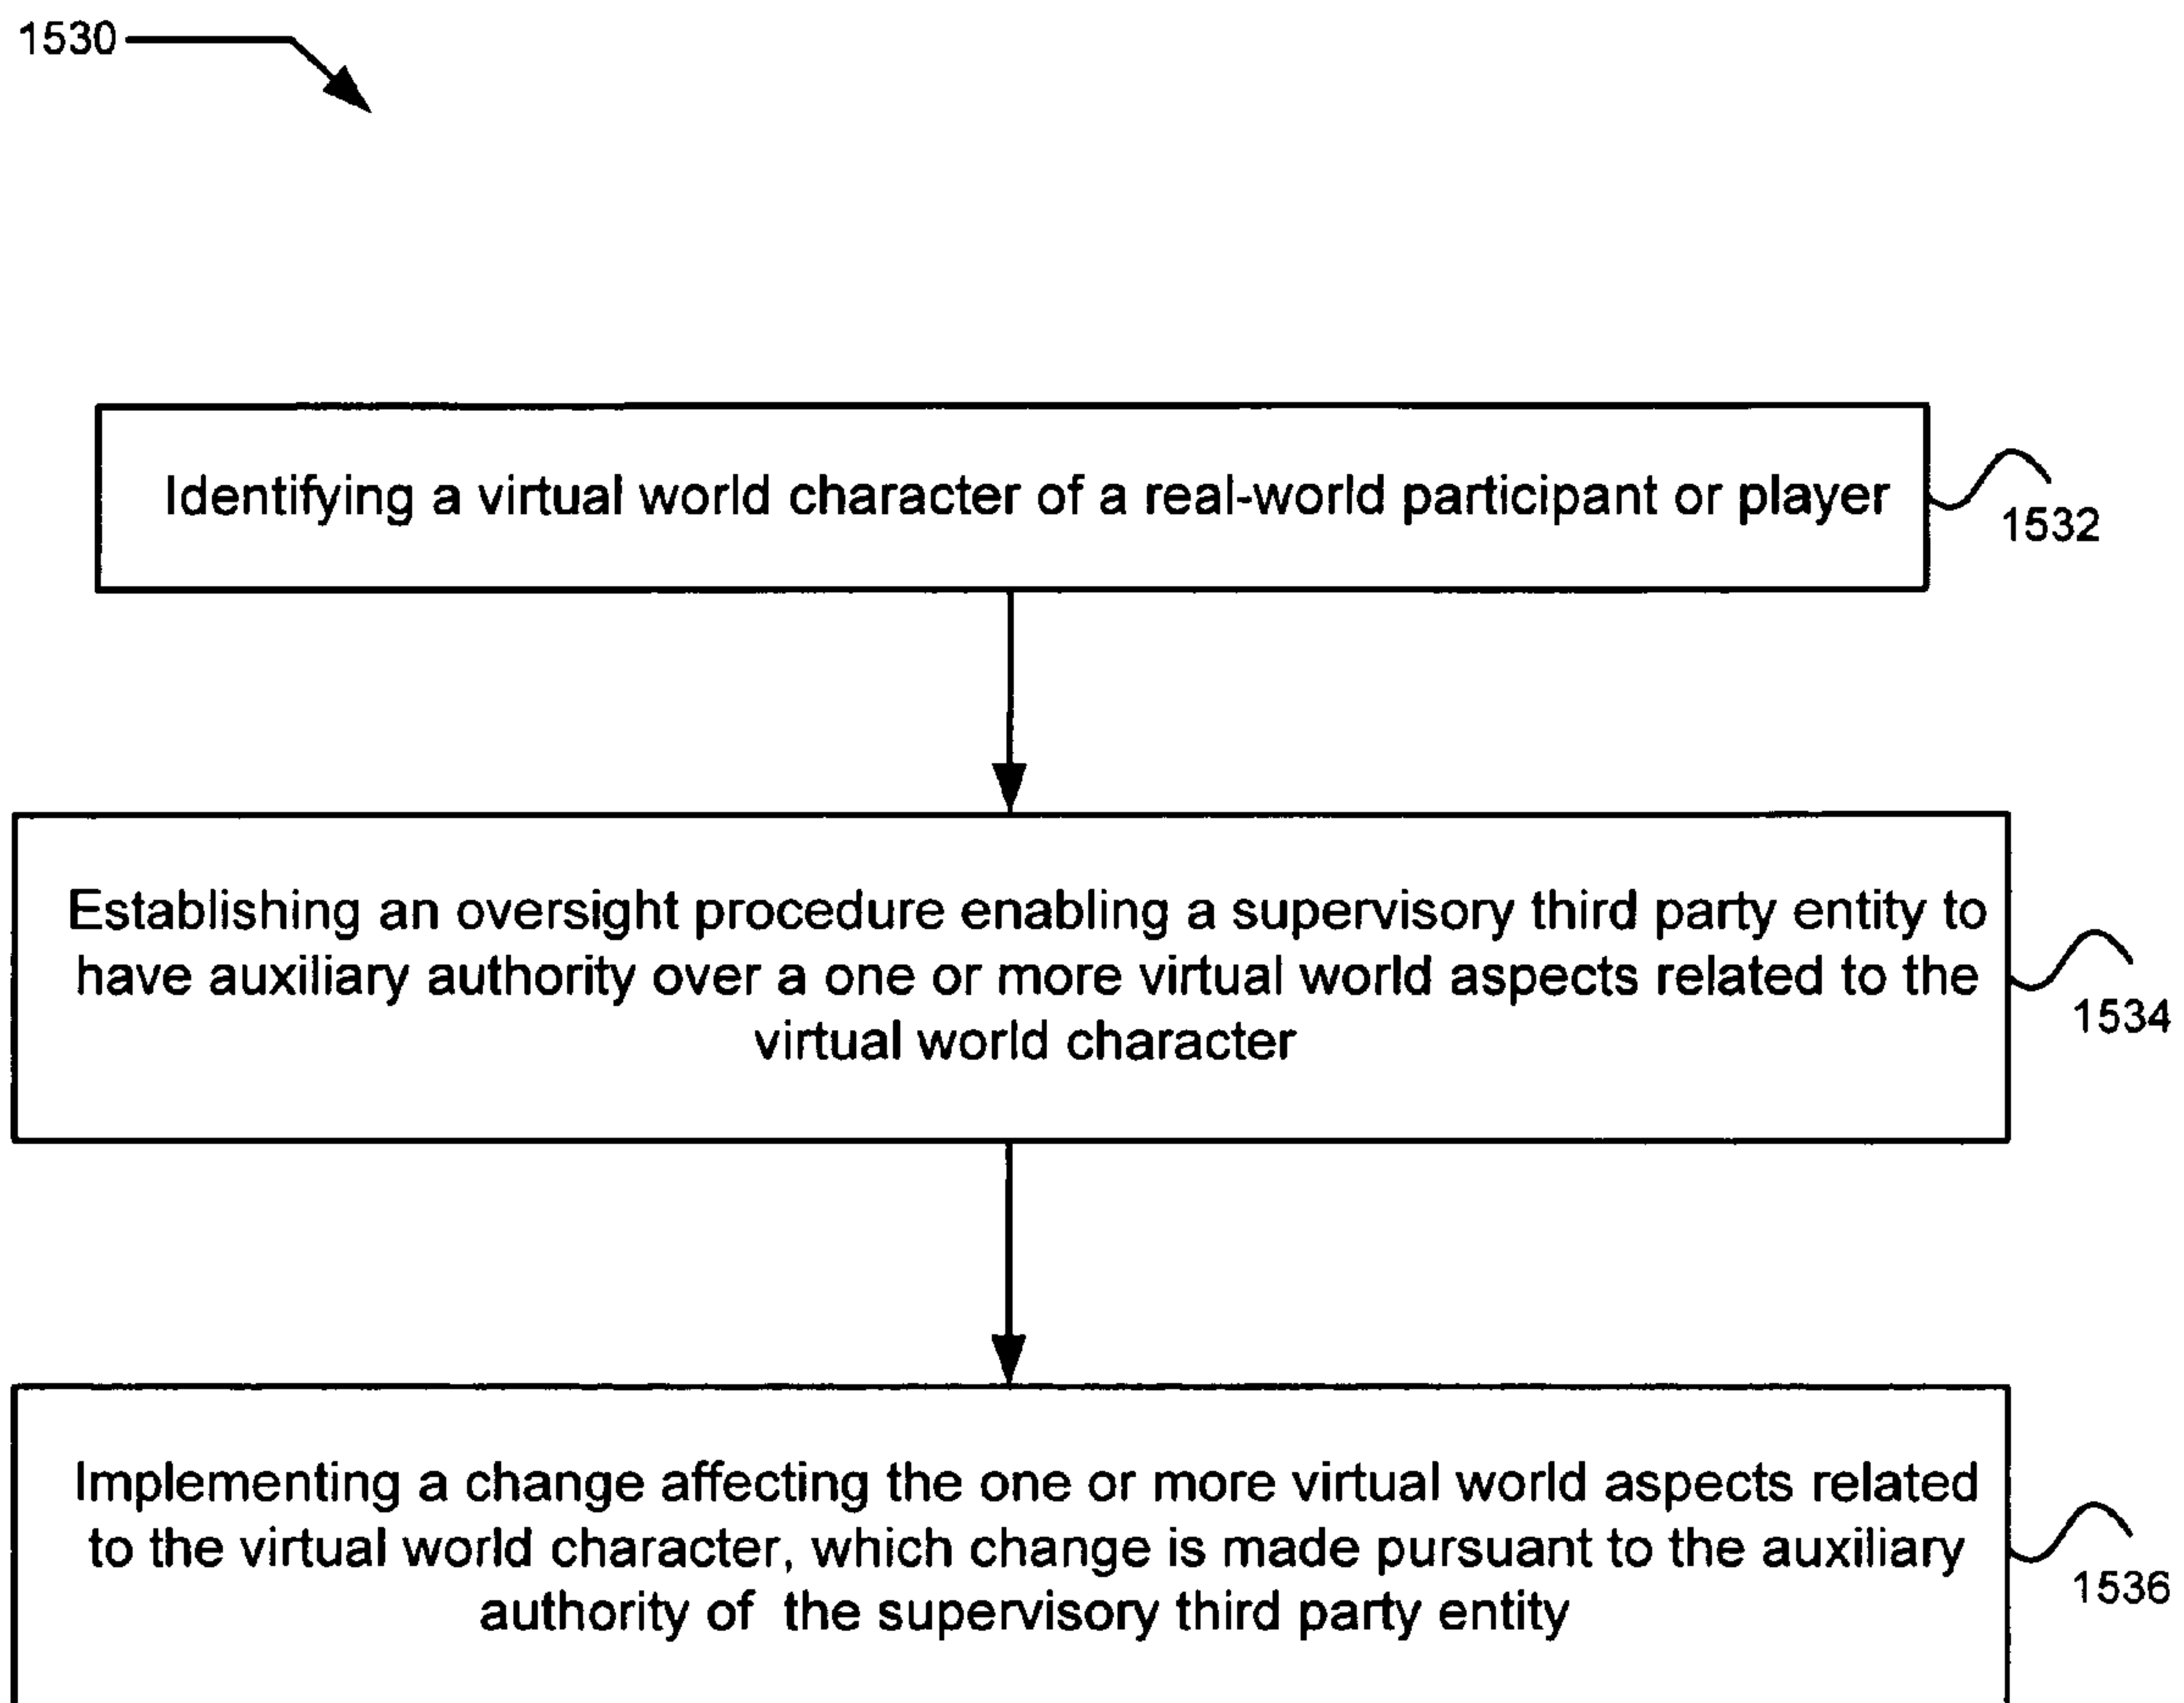 1530
Identifying a virtual world character of a real-world participant or player
1532
Establishing an oversight procedure enabling a supervisory third party entity to
have auxiliary authority over a one or more virtual world aspects related to the
virtual world character
1534
Implementing a change affecting the one or more virtual world aspects related
to the virtual world character, which change is made pursuant to the auxiliary
authority of the supervisory third party entity
1536